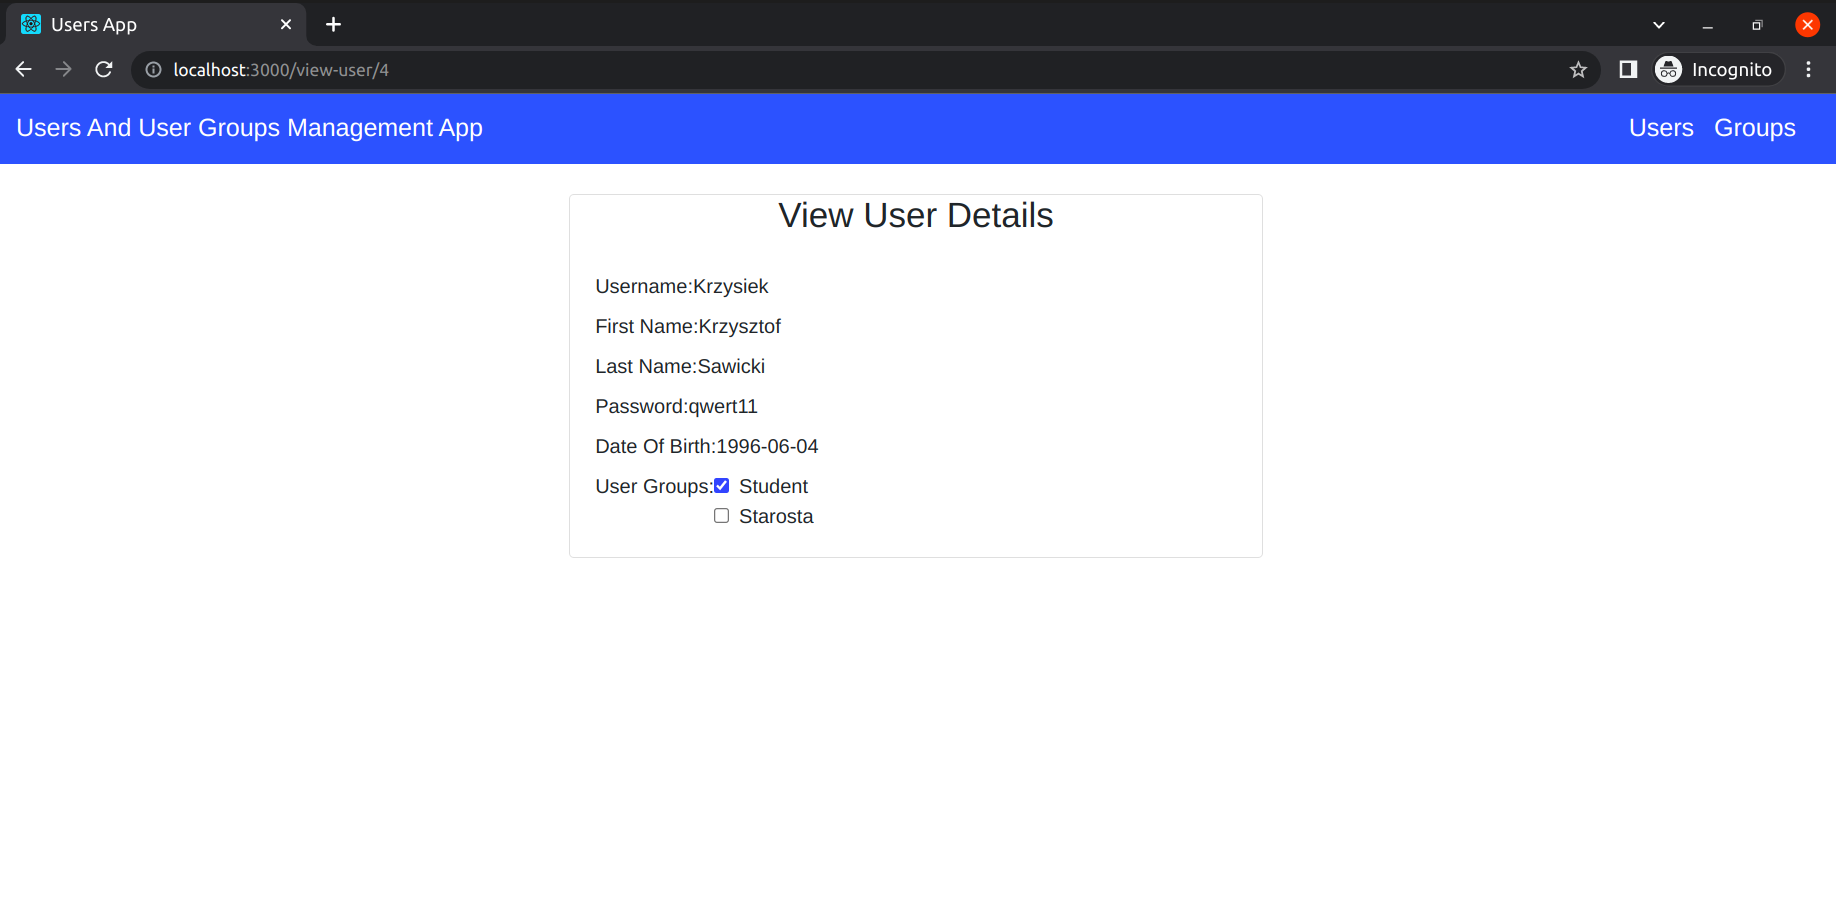 Users App
localhost:3000/view-user/4
Incognito
Users And User Groups Management App
Users Groups
View User Details
Username:Krzysiek
First Name:Krzysztof
Last Name:Sawicki
Password:qwert11
Date Of Birth:1996-06-04
User Groups: Student
Starosta